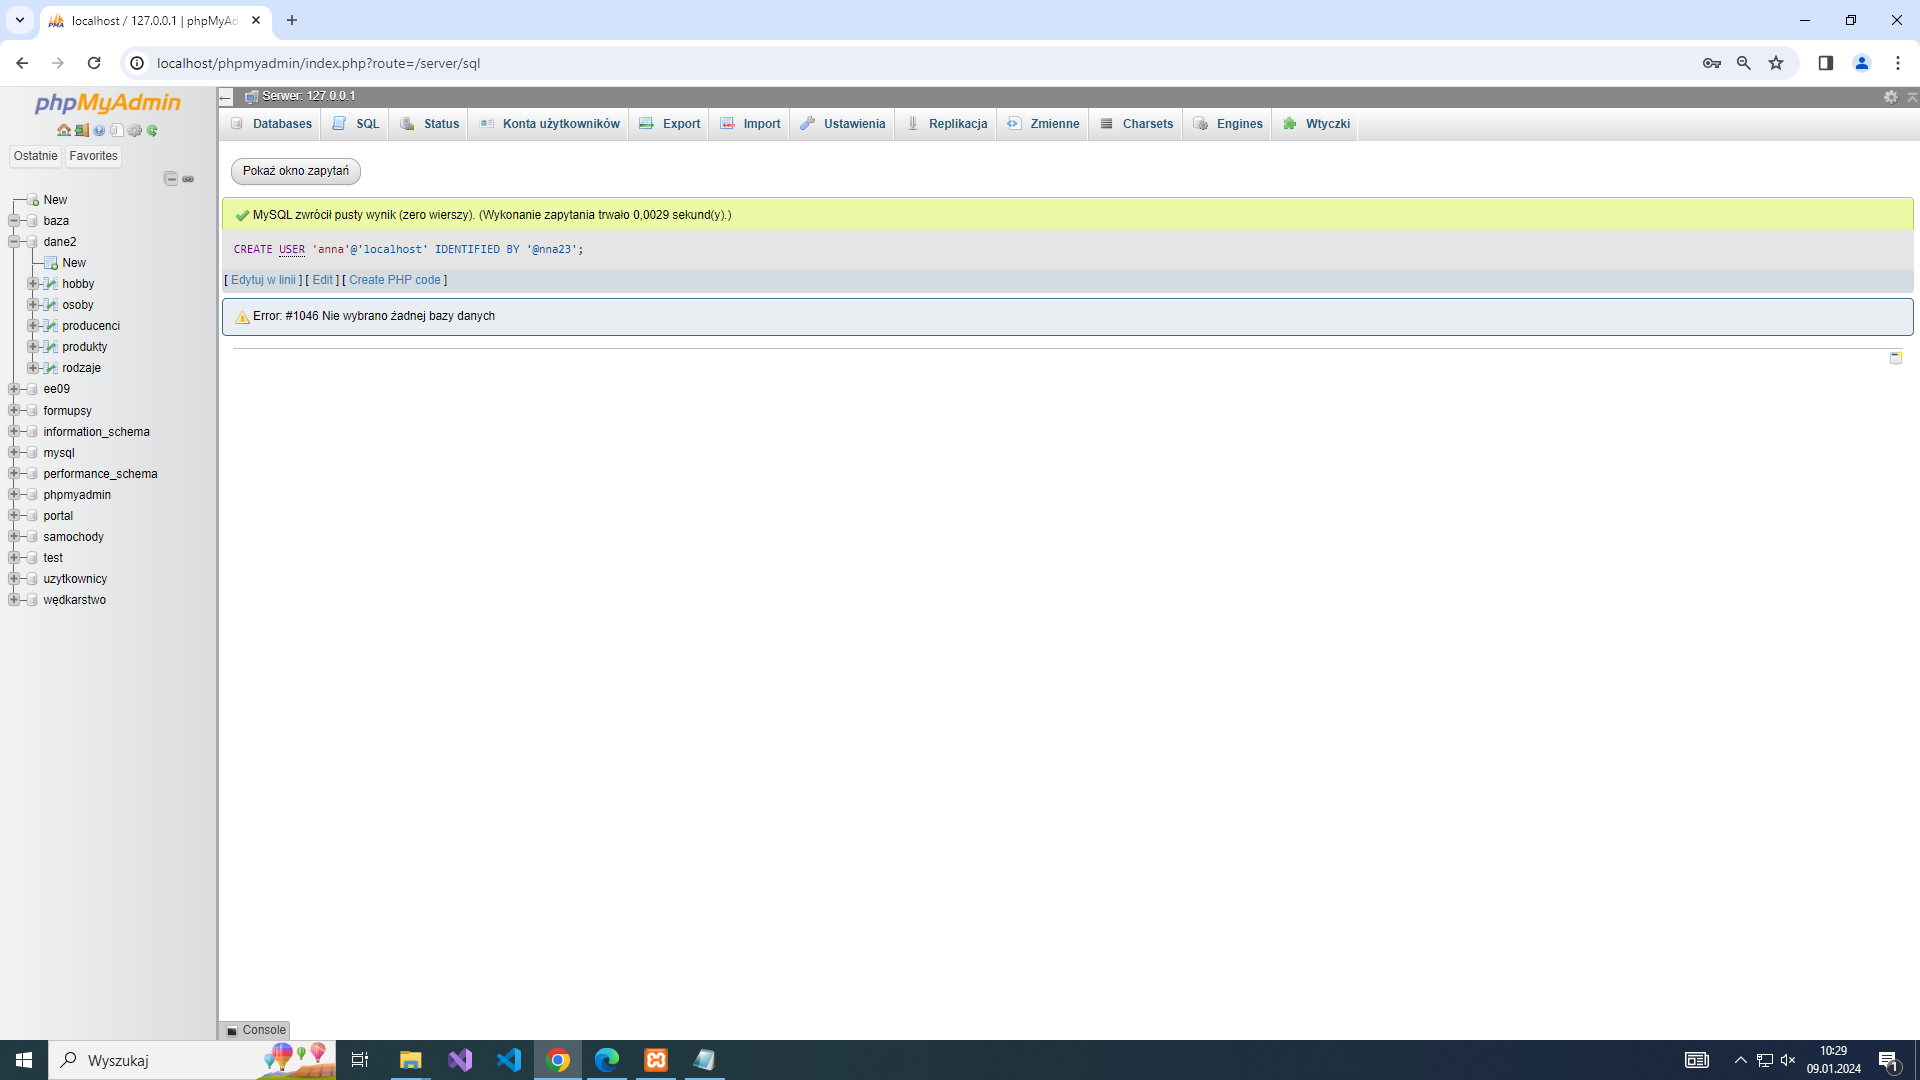 localhost / 127.0.0.1 | phpMyAd
localhost/phpmyadmin/index.php?route=/server/sql
phpMyAdmin
Ostatnie Favorites
New
baza
dane2
New
hobby
osoby
producenci
produkty
rodzaje
ee09
formupsy
information_schema
mysql
performance_schema
phpmyadmin
portal
samochody
test
uzytkownicy
wędkarstwo
Serwer: 127.0.0.1
Databases SQL Status Konta użytkowników Export Import Ustawienia Replikacja Zmienne Charsets Engines Wtyczki
Pokaż okno zapytań
MySQL zwrócił pusty wynik (zero wierszy). (Wykonanie zapytania trwało 0,0029 sekund(y).)
CREATE USER 'anna'@'localhost' IDENTIFIED BY '@nna23';
[ Edytuj w linii ] [ Edit ] [ Create PHP code ]
Error: #1046 Nie wybrano żadnej bazy danych
Console
Wyszukaj
10:29
09.01.2024
1